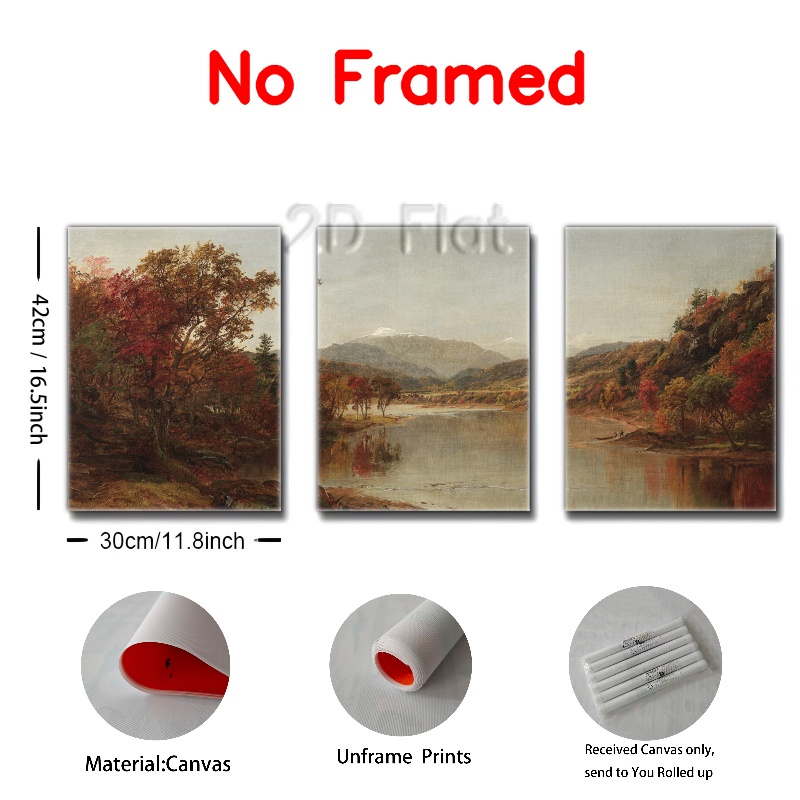 No Framed
2D Flat
42cm / 16.5inch
30cm/11.8inch
Material:Canvas
Unframe Prints
Received Canvas only,
send to You Rolled up